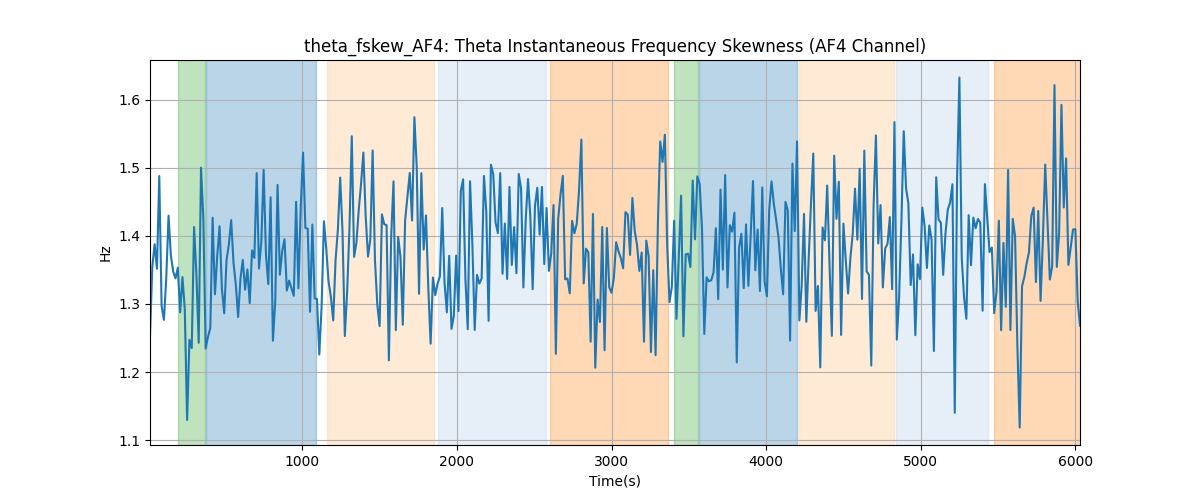 theta_fskew_AF4: Theta Instantaneous Frequency Skewness (AF4 Channel)
1.6
1.5
1.4
1.3
1.2
1.1
Hz
1000 2000 3000 4000 5000 6000
Time(s)